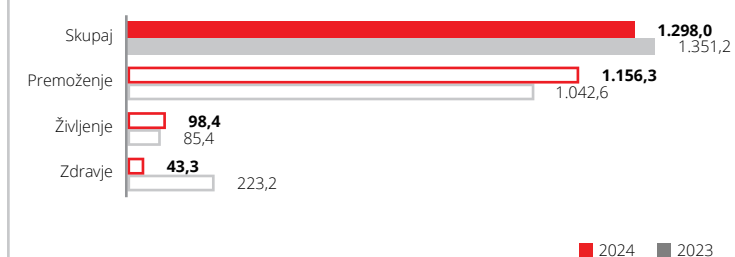 Skupaj
1.298,0
1.351,2
Premoženje
1.156,3
1.042,6
Življenje
98,4
85,4
Zdravje
43,3
223,2
2024 2023